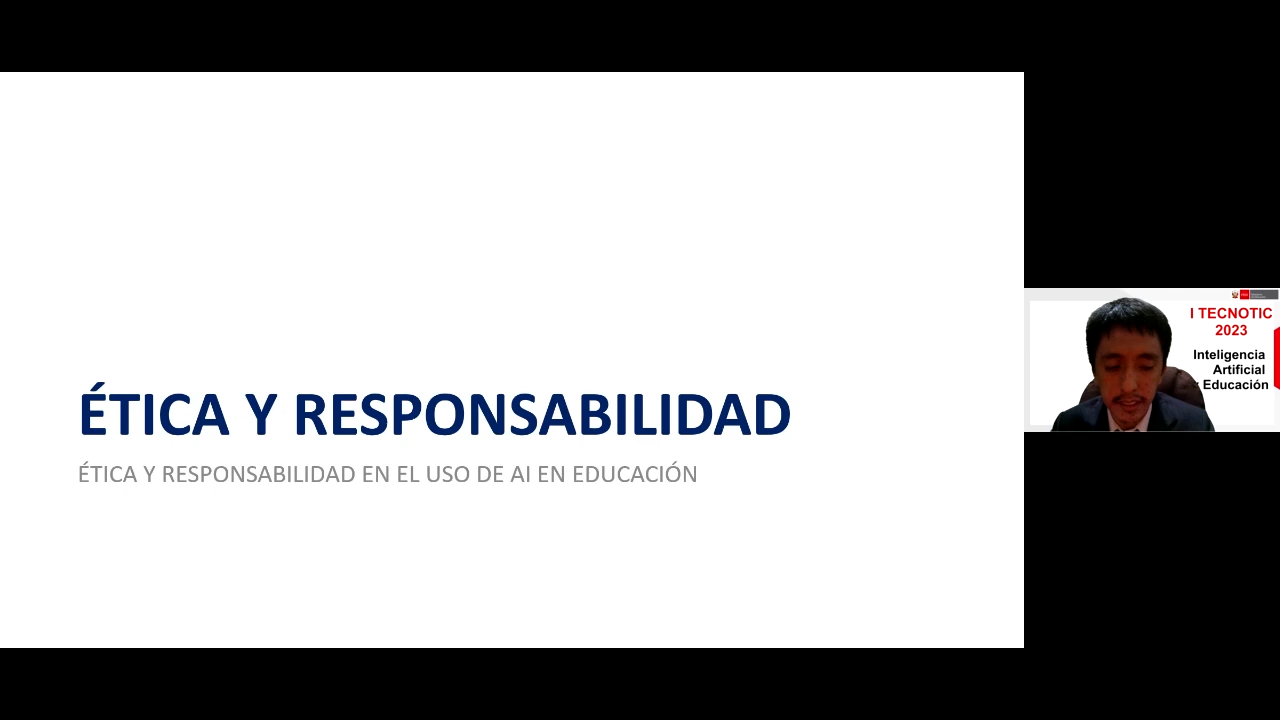 ÉTICA Y RESPONSABILIDAD
ÉTICA Y RESPONSABILIDAD EN EL USO DE AI EN EDUCACIÓN
I TECNOTIC
2023
Inteligencia
Artificial
y Educación